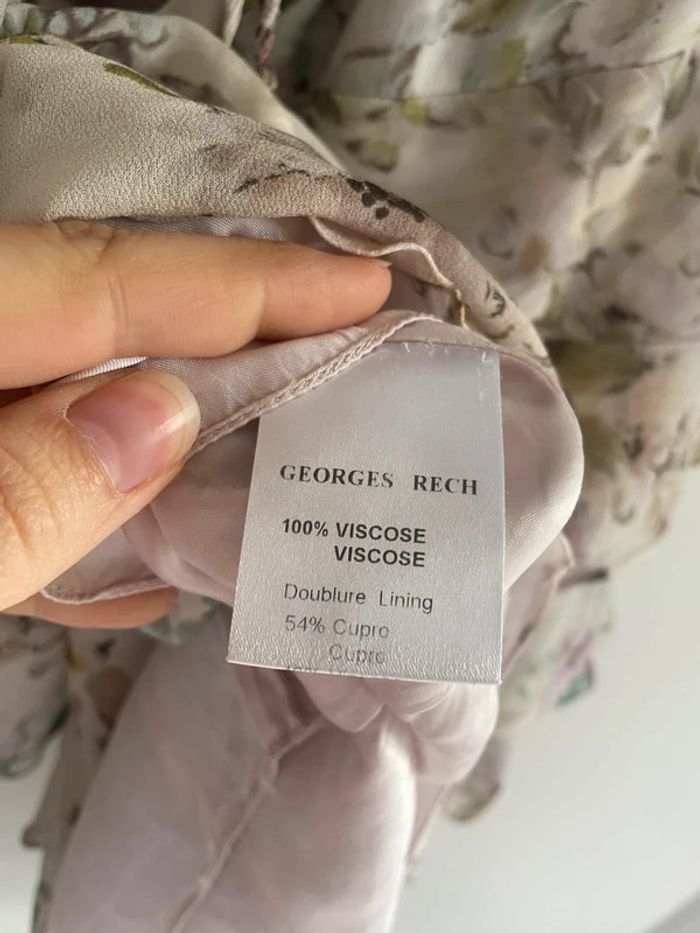 GEORGES RECH
100% VISCOSE
VISCOSE
Doublure Lining
54% Cupro
Cupro